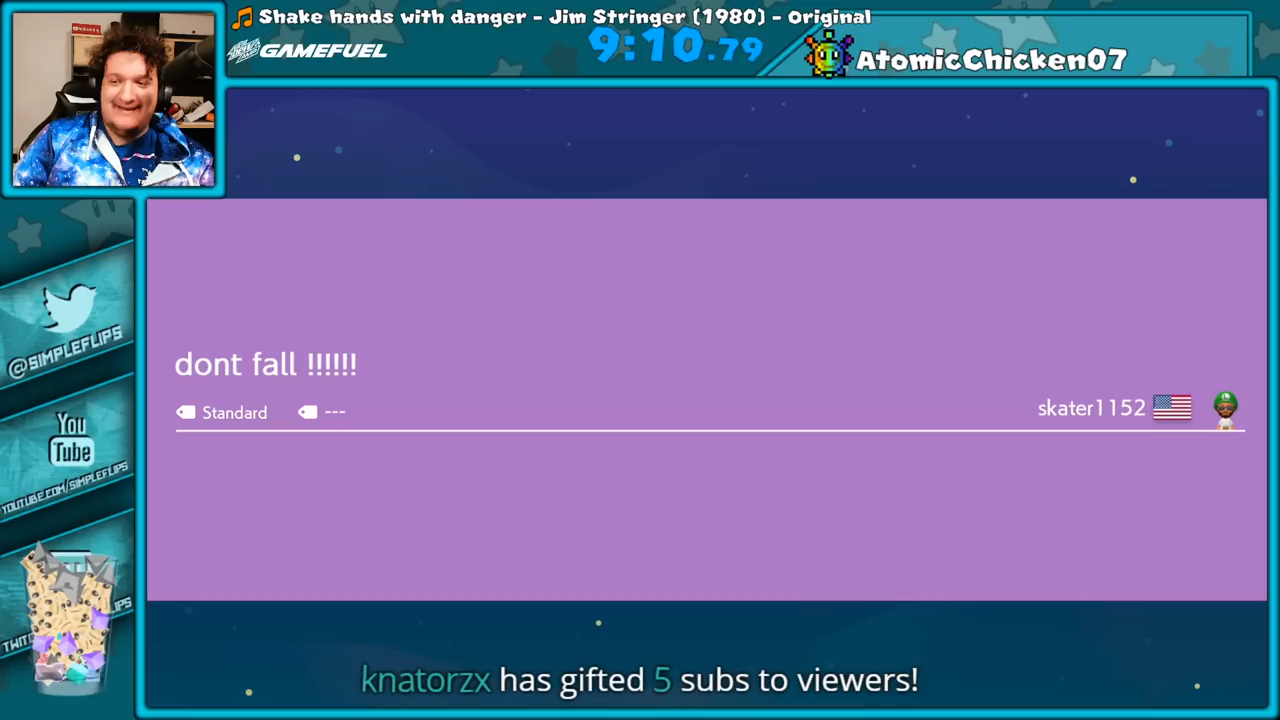 Shake hands with danger - Jim Stringer (1980) - Original
GAMEFUEL
9:10.79
AtomicChicken07
@SIMPLEFLIPS
You
Tube
YOUTUBE.COM/SIMPLEFLIPS
dont fall !!!!!!
Standard
---
skater1152
knatorzx has gifted 5 subs to viewers!